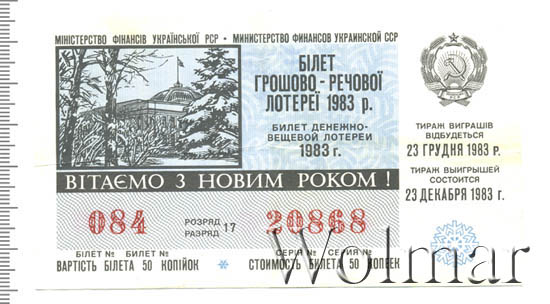 МІНІСТЕРСТВО ФІНАНСІВ УКРАЇНСЬКОЇ РСР • МИНИСТЕРСТВО ФИНАНСОВ УКРАИНСКОЙ ССР
БІЛЕТ
ГРОШОВО-РЕЧОВОЇ
ЛОТЕРЕЇ 1983 р.
БИЛЕТ ДЕНЕЖНО-
ВЕЩЕВОЙ ЛОТЕРЕИ
1983 г.
ТИРАЖ ВИГРАШІВ
ВІДБУДЕТЬСЯ
23 ГРУДНЯ 1983 р.
ТИРАЖ ВЫИГРЫШЕЙ
СОСТОИТСЯ
23 ДЕКАБРЯ 1983 г.
ВІТАЄМО З НОВИМ РОКОМ!
084 РОЗРЯД РАЗРЯД 17 20868
БІЛЕТ № БИЛЕТ № СЕРІЯ № СЕРИЯ №
ВАРТІСТЬ БІЛЕТА 50 КОПІЙОК СТОИМОСТЬ БИЛЕТА 50 КОПЕЕК
Wolmar